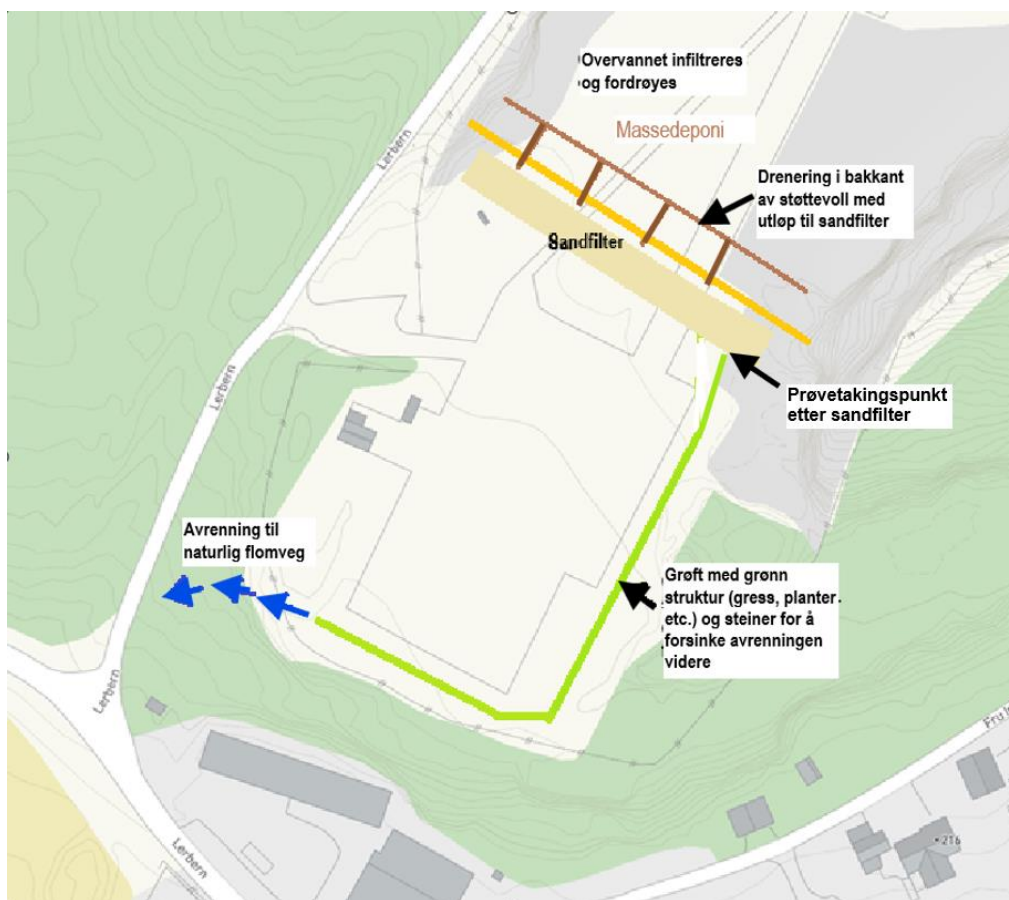 Overvannet infiltreres
og fordrøyes
Massedeponi
Drenering i bakkant
av støttevoll med
utløp til sandfilter
Sandfilter
Prøvetakingspunkt
etter sandfilter
Avrenning til
naturlig flomveg
Grøft med grønn
struktur (gress, planter
etc.) og steiner for å
forsinke avrenningen
videre
Lerbern
Lerbern
Lerbern
Lerbern
216